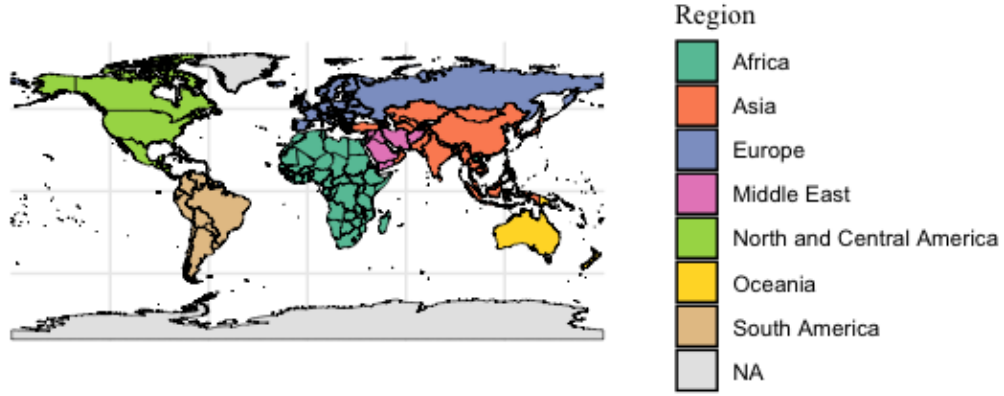 Region
Africa
Asia
Europe
Middle East
North and Central America
Oceania
South America
NA